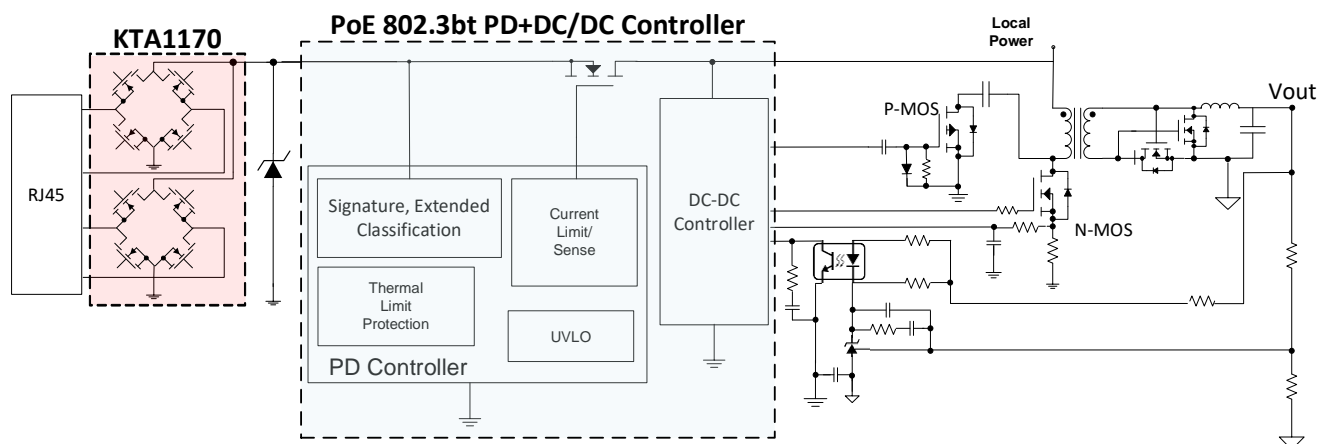 KTA1170
PoE 802.3bt PD+DC/DC Controller
Local
Power
Vout
P-MOS
RJ45
Signature, Extended
Classification
Current
Limit/
Sense
DC-DC
Controller
N-MOS
Thermal
Limit
Protection
UVLO
PD Controller